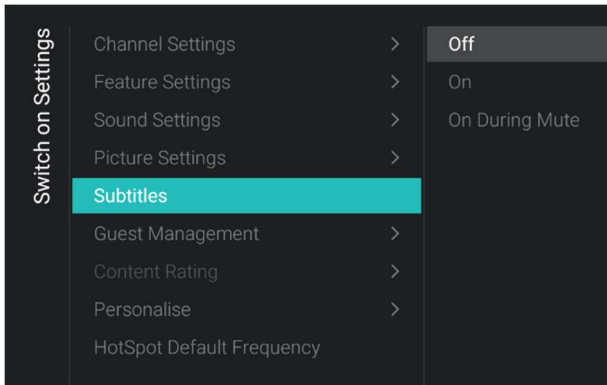 Switch on Settings
Channel Settings
Feature Settings
Sound Settings
Picture Settings
Subtitles
Guest Management
Content Rating
Personalise
HotSpot Default Frequency
Off
On
On During Mute